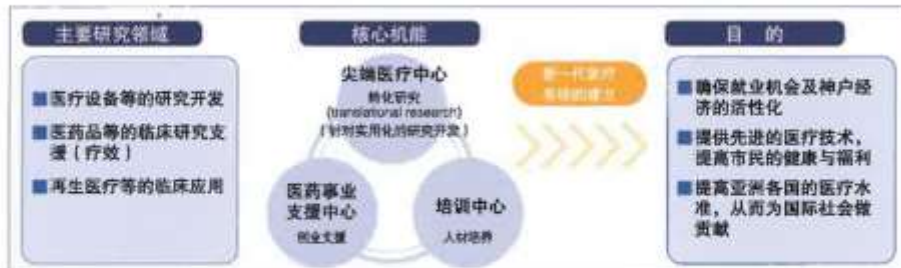 主要研究领域
■医疗设备等的研究开发
■医药品等的临床研究支
援（疗效）
■再生医疗等的临床应用
核心机能
尖端医疗中心
转化研究
(translational research)
(针对实用化的研究开发)
医药事业
支援中心
创业支援
培训中心
人材培养
新一代医疗
系统的建立
目 的
■确保就业机会及神户经
济的活性化
■提供先进的医疗技术，
提高市民的健康与福利
■提高亚洲各国的医疗水
准，从而为国际社会做
贡献